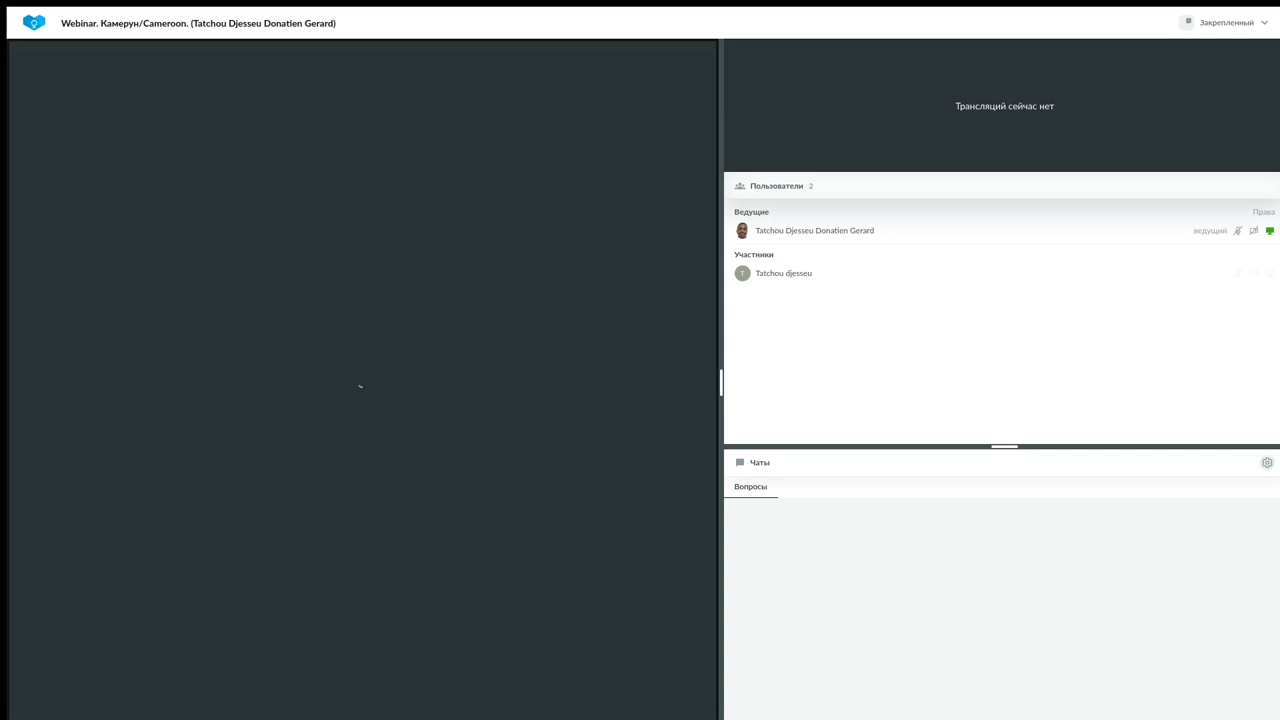 Webinar. Камерун/Cameroon. (Tatchou Djesseu Donatien Gerard)
Закрепленный
Трансляций сейчас нет
Пользователи 2
Ведущие Права
Tatchou Djesseu Donatien Gerard ведущий
Участники
T Tatchou djesseu
Чаты
Вопросы